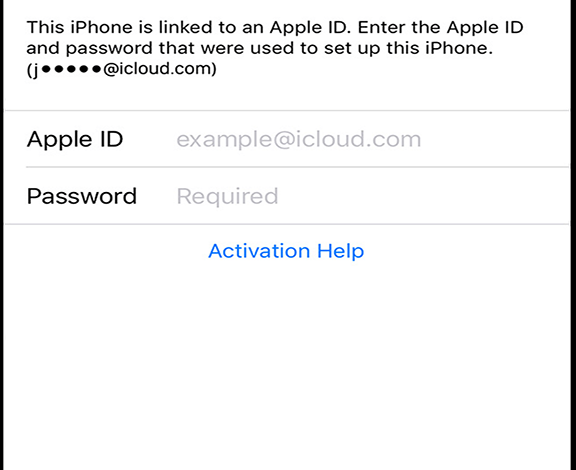 This iPhone is linked to an Apple ID. Enter the Apple ID
and password that were used to set up this iPhone.
(j●●●●●@icloud.com)
Apple ID example@icloud.com
Password Required
Activation Help